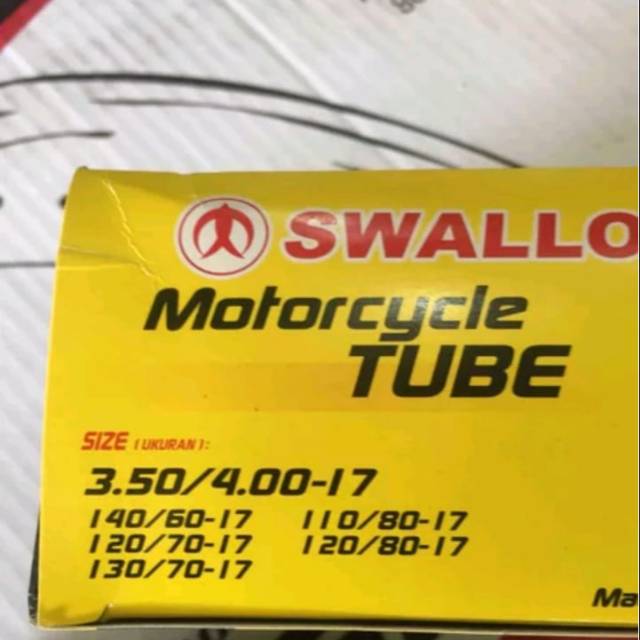 SWALLO
Motorcycle
TUBE
SIZE (UKURAN):
3.50/4.00-17
140/60-17 110/80-17
120/70-17 120/80-17
130/70-17
Ma